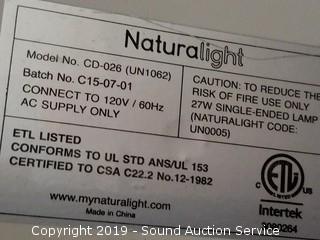 Naturalight
Model No. CD-026 (UN1062)
Batch No. C15-07-01
CONNECT TO 120V / 60Hz
AC SUPPLY ONLY
CAUTION: TO REDUCE THE
RISK OF FIRE USE ONLY
27W SINGLE-ENDED LAMP
(NATURALIGHT CODE:
UN0005)
ETL LISTED
CONFORMS TO UL STD ANS/UL 153
CERTIFIED TO CSA C22.2 No.12-1982
www.mynaturalight.com
Made in China
C ETL
LISTED
Intertek
Copyright 2019 - Sound Auction Service